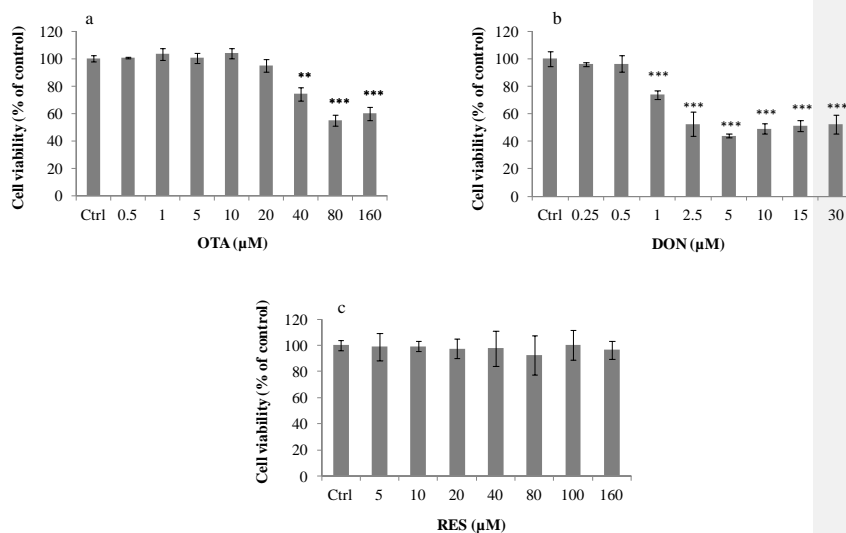 a
Cell viability (% of control)
120
100
80
60
40
20
0
**
***
***
Ctrl 0.5 1 5 10 20 40 80 160
OTA (µM)
b
Cell viability (% of control)
120
100
80
60
40
20
0
***
***
***
***
***
***
Ctrl 0.25 0.5 1 2.5 5 10 15 30
DON (µM)
c
Cell viability (% of control)
120
100
80
60
40
20
0
Ctrl 5 10 20 40 80 100 160
RES (µM)